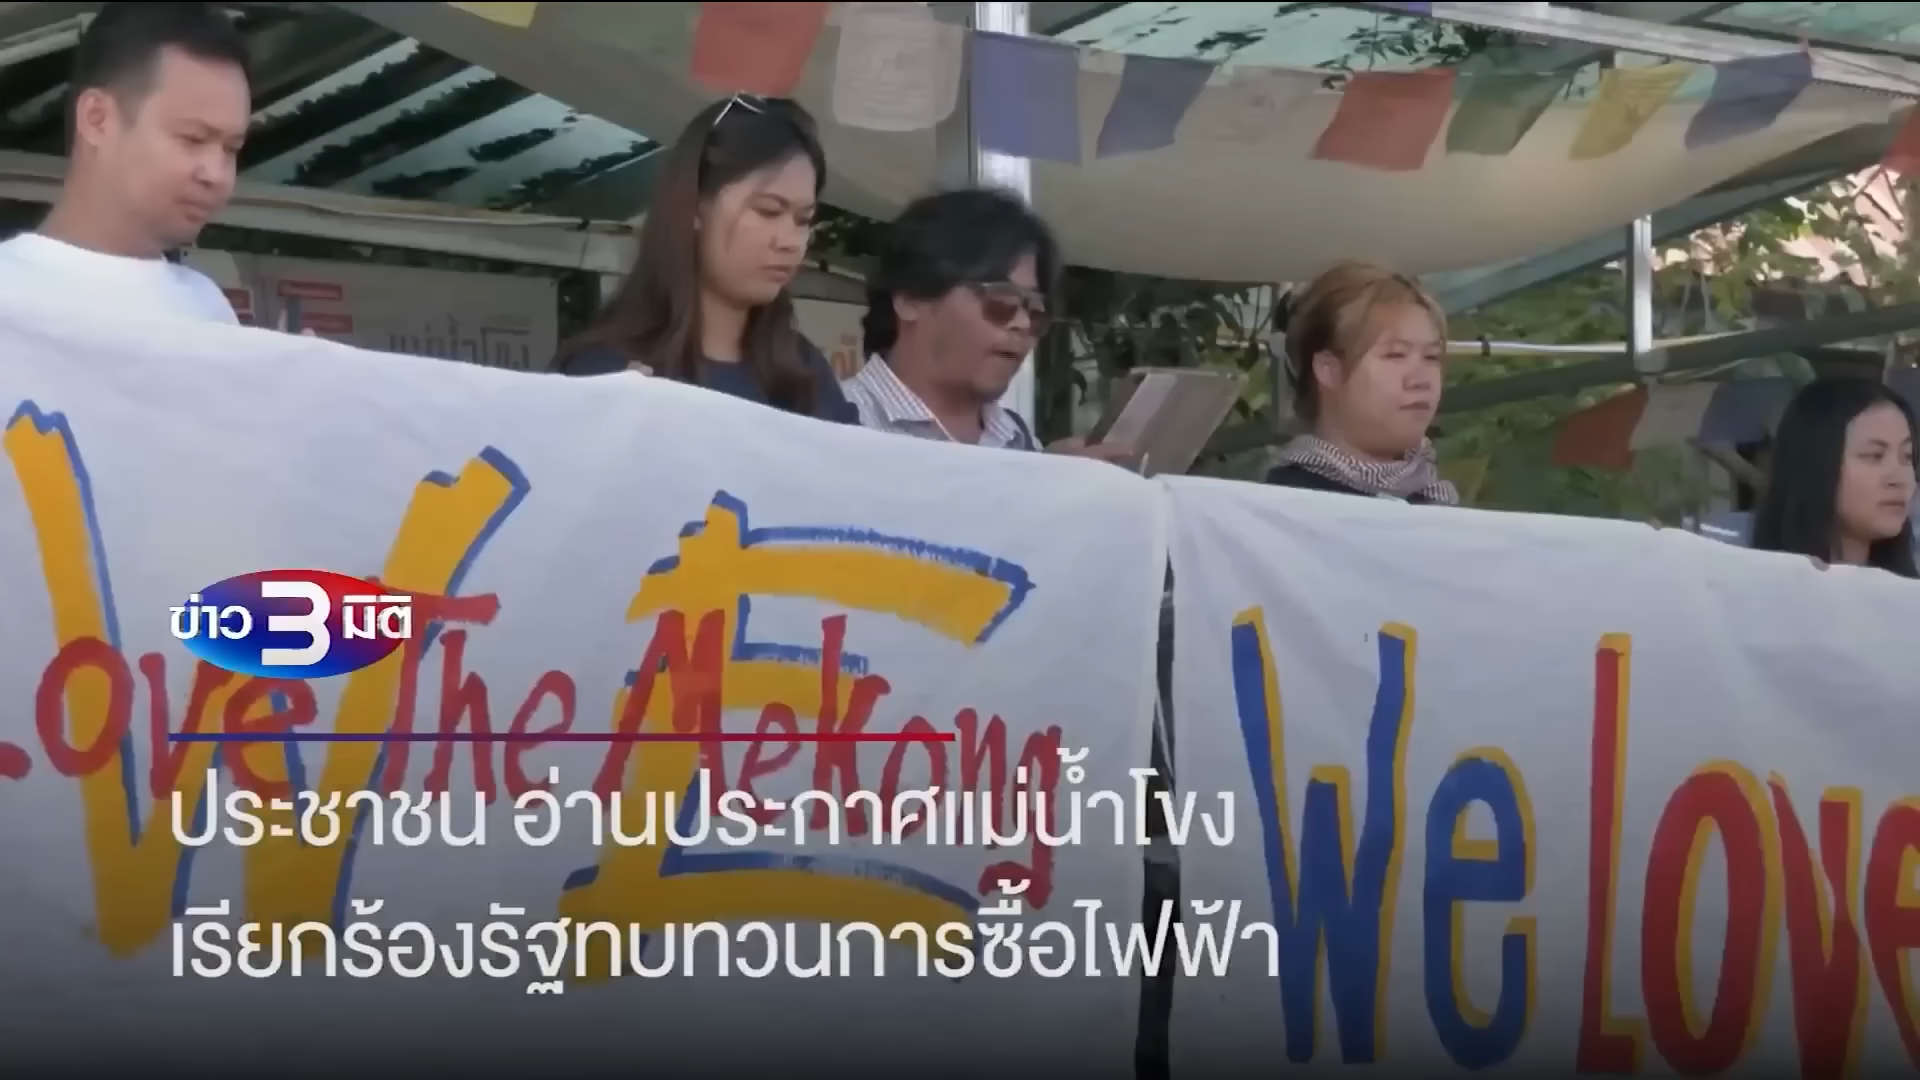 ข่าว 3 มิติ
WE
Love The Mekong
We Love
ประชาชน อ่านประกาศแม่น้ำโขง
เรียกร้องรัฐทบทวนการซื้อไฟฟ้า